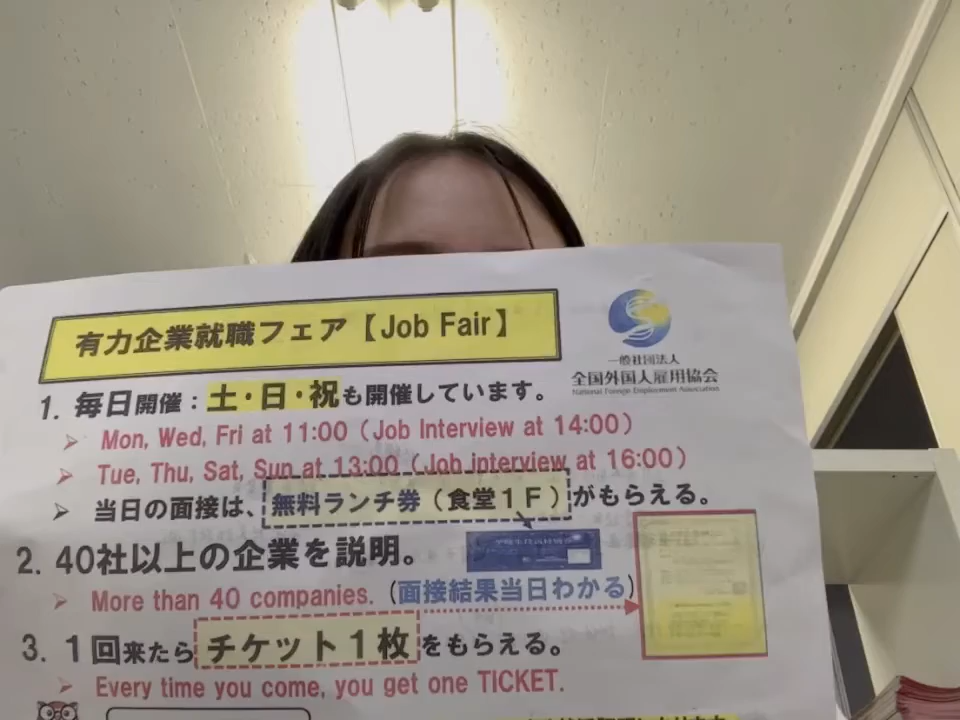 有力企業就職フェア【Job Fair】
一般社団法人
全国外国人雇用協会
National Foreign Employment Association
1. 毎日開催：土・日・祝も開催しています。
➢ Mon, Wed, Fri at 11:00（Job Interview at 14:00）
➢ Tue, Thu, Sat, Sun at 13:00（Job interview at 16:00）
➢ 当日の面接は、無料ランチ券（食堂１Ｆ）がもらえる。
2. 40社以上の企業を説明。
➢ More than 40 companies.（面接結果当日わかる）
3. １回来たらチケット１枚をもらえる。
➢ Every time you come, you get one TICKET.